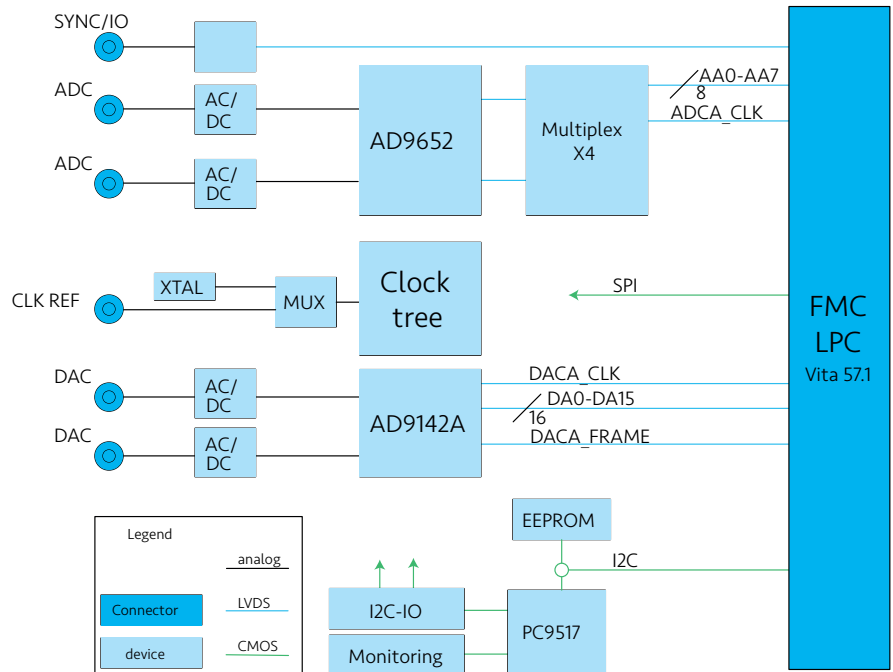 SYNC/IO
ADC
AC/
DC
AD9652
Multiplex
X4
AA0-AA7
8
ADCA_CLK
ADC
AC/
DC
CLK REF
XTAL
MUX
Clock
tree
SPI
FMC
LPC
Vita 57.1
DAC
AC/
DC
AD9142A
DACA_CLK
DA0-DA15
16
DACA_FRAME
DAC
AC/
DC
EEPROM
I2C
I2C-IO
PC9517
Monitoring
Legend
analog
Connector
LVDS
device
CMOS